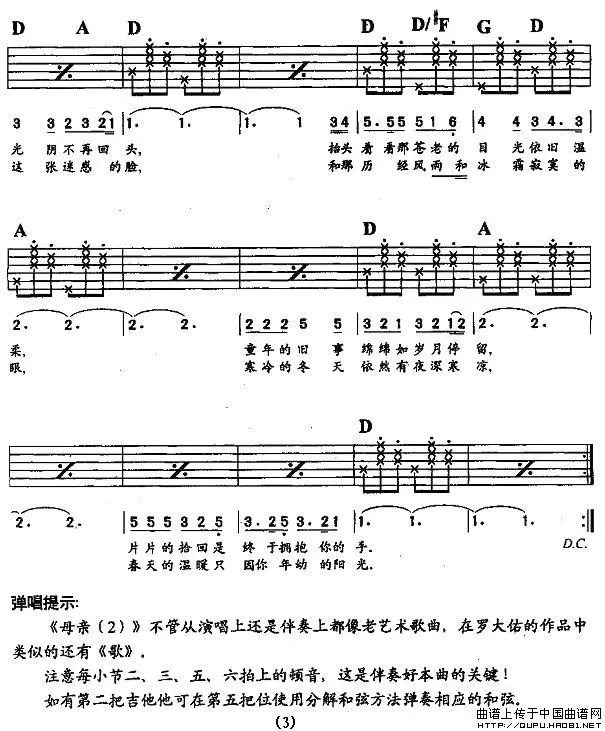 D A D D D/#F G D
3 3 2 3 2 1 1. 1. 1. 1 3 4 5. 5 5 5 5 1 6 4 4 3 4. 3
光 阴 不 再 回 头, 抬头 看 看 那 苍 老 的 目 光 依 旧 温
这 张 迷 惑 的 脸, 和那 历 经 风 雨 和 冰 霜 寂 寞 的
A D A
2. 2. 2. 2. 2 2 2 2 5 5 3 2 1 3 2 1 2 2. 2.
柔, 童 年 的 旧 事 绵 绵 如 岁 月 停 留,
眼, 寒 冷 的 冬 天 依 然 有 夜 深 寒 凉,
D
2. 2. 5 5 5 5 3 2 5 3. 2 5 3. 2 1 1. 1. 1.
D.C.
片 片 的 拾 回 是 终 于 拥 抱 你 的 手.
春 天 的 温 暖 只 因 你 年 幼 的 阳 光.
弹唱提示:
《母亲(2)》不管从演唱上还是伴奏上都像老艺术歌曲,在罗大佑的作品中
类似的还有《歌》。
注意每小节二、三、五、六拍上的顿音,这是伴奏好本曲的关键!
如有第二把吉他他可在第五把位使用分解和弦方法弹奏相应的和弦。
(3)
曲谱上传于中国曲谱网
HTTP://QUPU.HAO81.NET